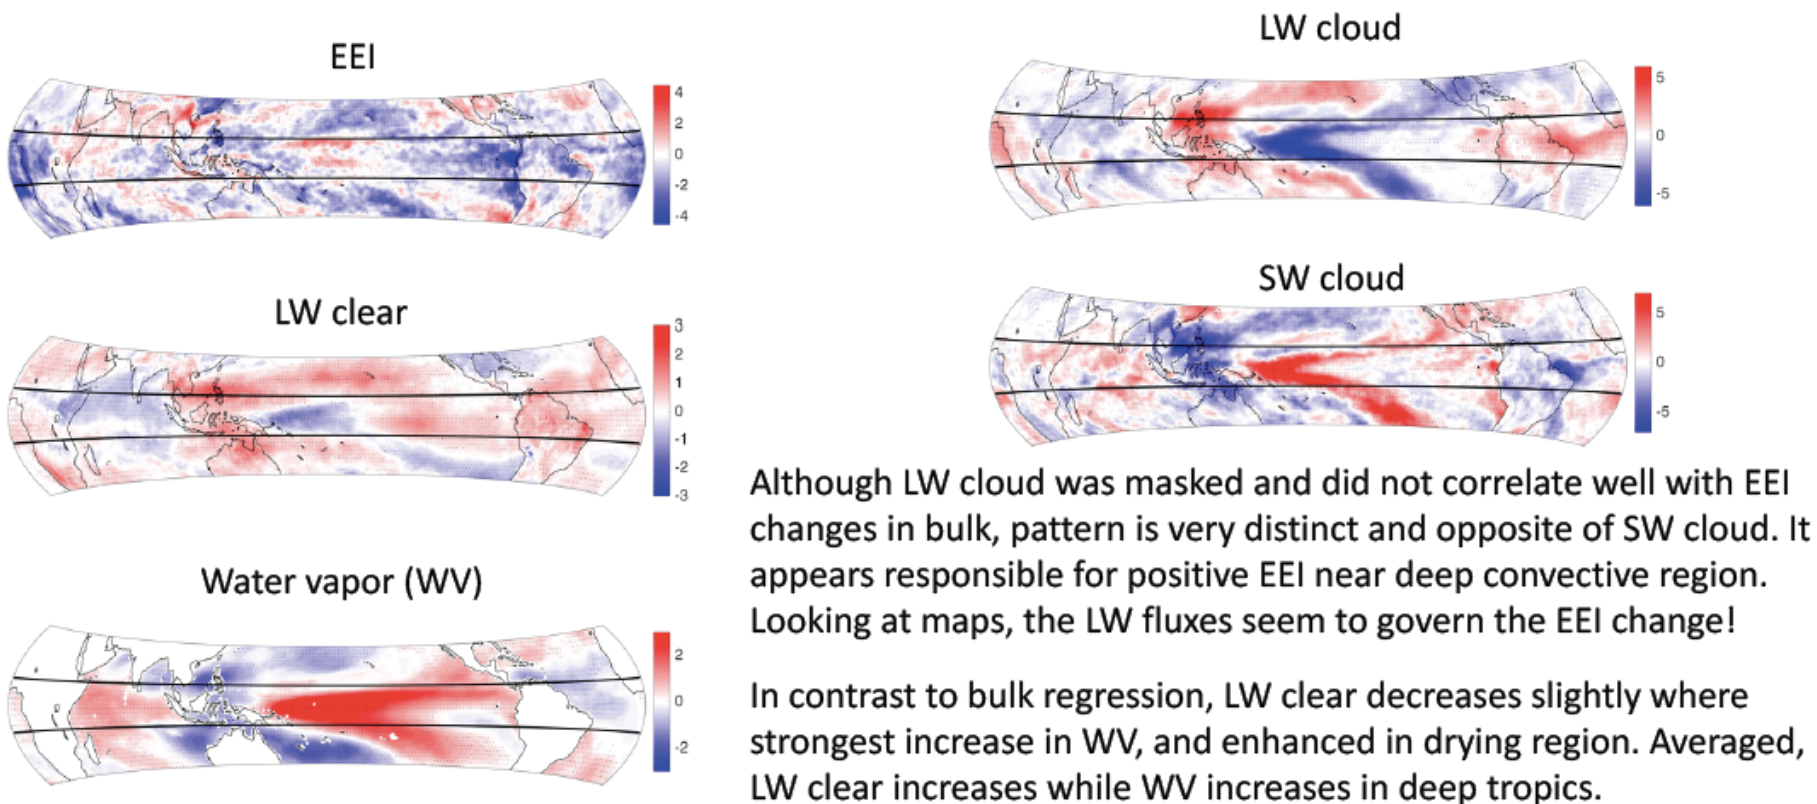 EEI
4
2
0
-2
-4
LW clear
3
2
1
0
-1
-2
-3
Water vapor (WV)
2
0
-2
LW cloud
5
0
-5
SW cloud
5
0
-5
Although LW cloud was masked and did not correlate well with EEI
changes in bulk, pattern is very distinct and opposite of SW cloud. It
appears responsible for positive EEI near deep convective region.
Looking at maps, the LW fluxes seem to govern the EEI change!
In contrast to bulk regression, LW clear decreases slightly where
strongest increase in WV, and enhanced in drying region. Averaged,
LW clear increases while WV increases in deep tropics.